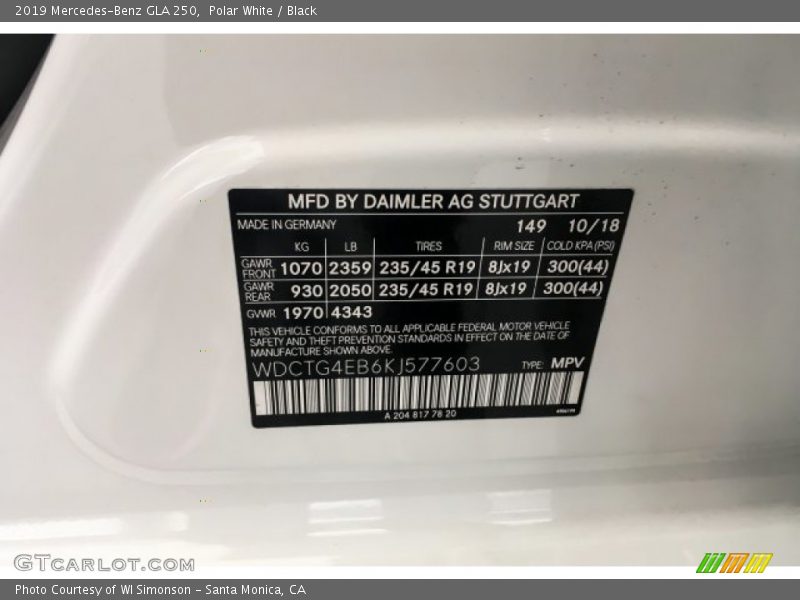 2019 Mercedes-Benz GLA 250,  Polar White / Black
MFD BY DAIMLER AG STUTTGART
MADE IN GERMANY 149 10/18
KG LB TIRES RIM SIZE COLD KPA (PSI)
GAWR FRONT 1070 2359 235/45 R19 8Jx19 300(44)
GAWR REAR 930 2050 235/45 R19 8Jx19 300(44)
GVWR 1970 4343
THIS VEHICLE CONFORMS TO ALL APPLICABLE FEDERAL MOTOR VEHICLE
SAFETY AND THEFT PREVENTION STANDARDS IN EFFECT ON THE DATE OF
MANUFACTURE SHOWN ABOVE.
WDCTG4EB6KJ577603 TYPE: MPV
A 204 817 78 20
GTCARLOT.COM
Photo Courtesy of WI Simonson - Santa Monica, CA